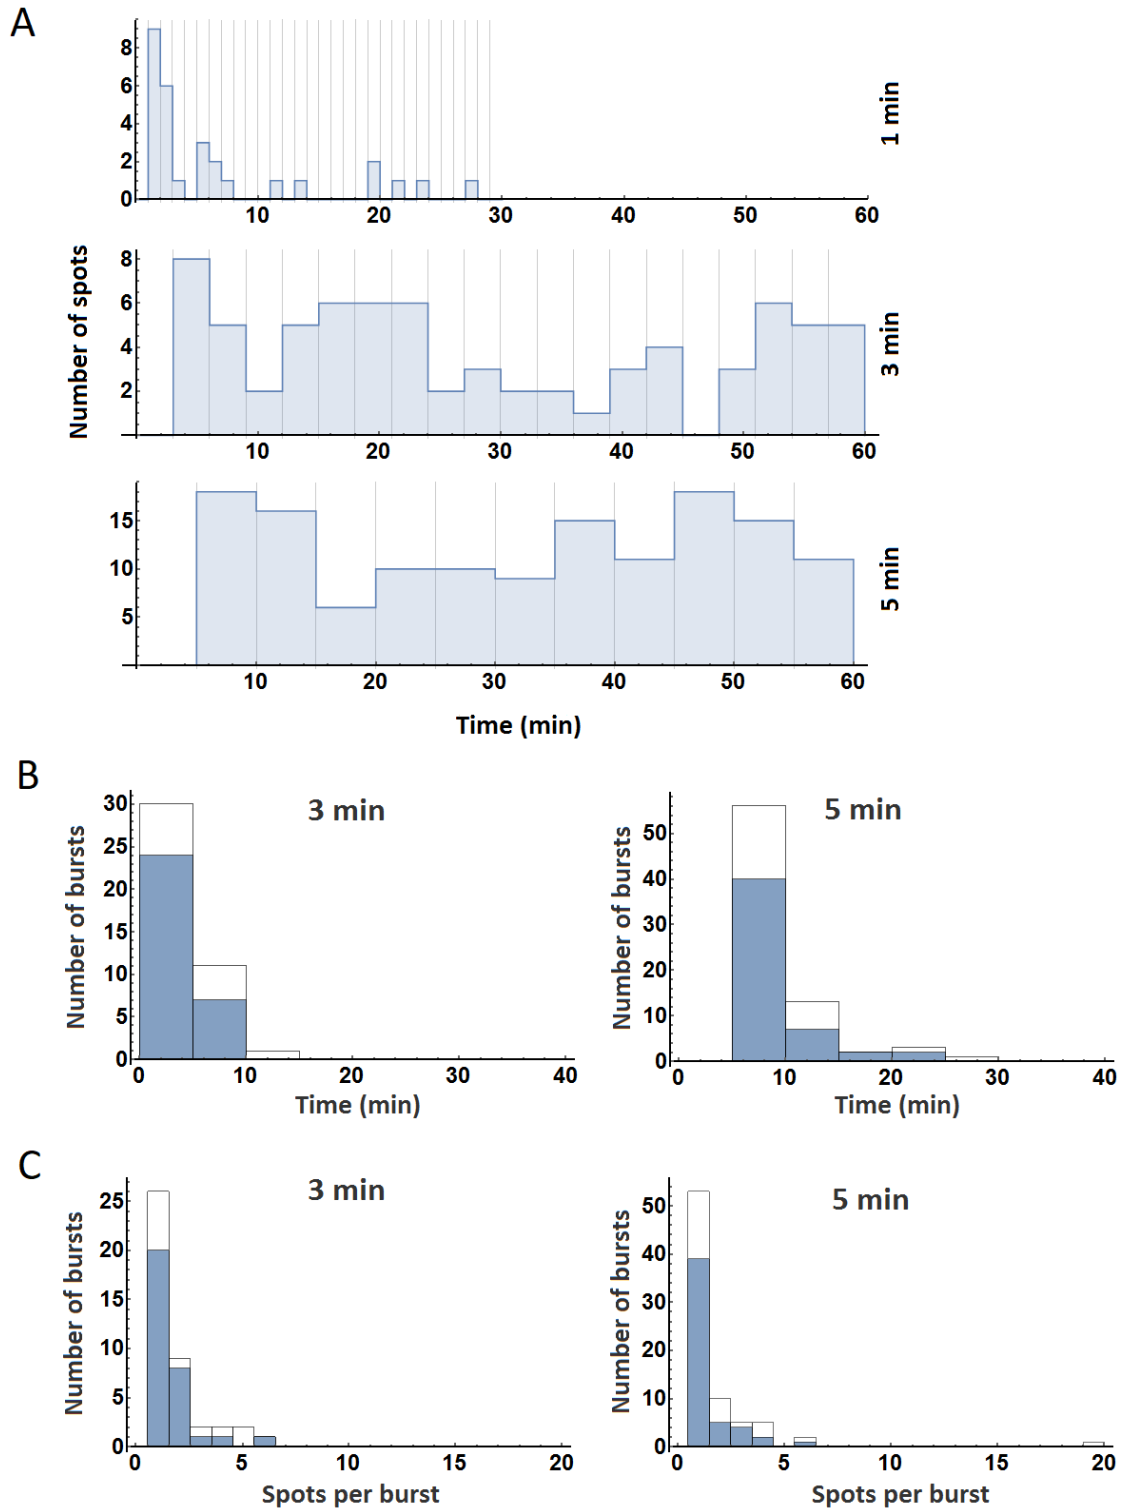 A
8
6
4
2
0
10 20 30 40 50 60
1 min
Number of spots
8
6
4
2
10 20 30 40 50 60
3 min
15
10
5
10 20 30 40 50 60
5 min
Time (min)
B
3 min
Number of bursts
30
25
20
15
10
5
0
0 10 20 30 40
Time (min)
5 min
Number of bursts
50
40
30
20
10
0
0 10 20 30 40
Time (min)
C
3 min
Number of bursts
25
20
15
10
5
0
0 5 10 15 20
Spots per burst
5 min
Number of bursts
50
40
30
20
10
0
0 5 10 15 20
Spots per burst